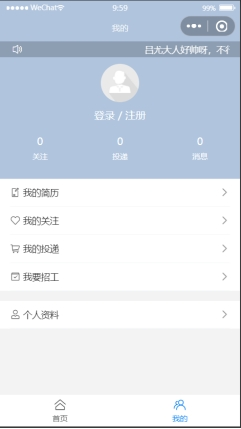 WeChat 9:59 99%
我的
吕尤大人好帅呀，不
登录 / 注册
0 0 0
关注 投递 消息
我的简历
我的关注
我的投递
我要招工
个人资料
首页 我的